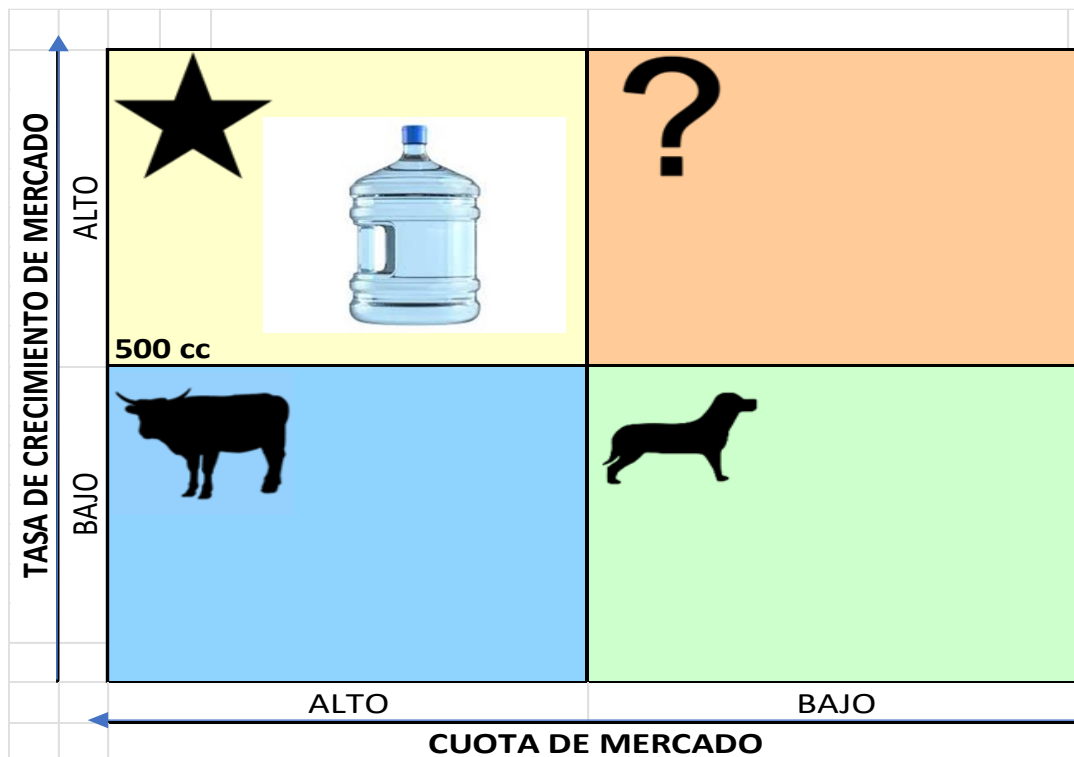 TASA DE CRECIMIENTO DE MERCADO
ALTO
?
500 cc
BAJO
ALTO
BAJO
CUOTA DE MERCADO